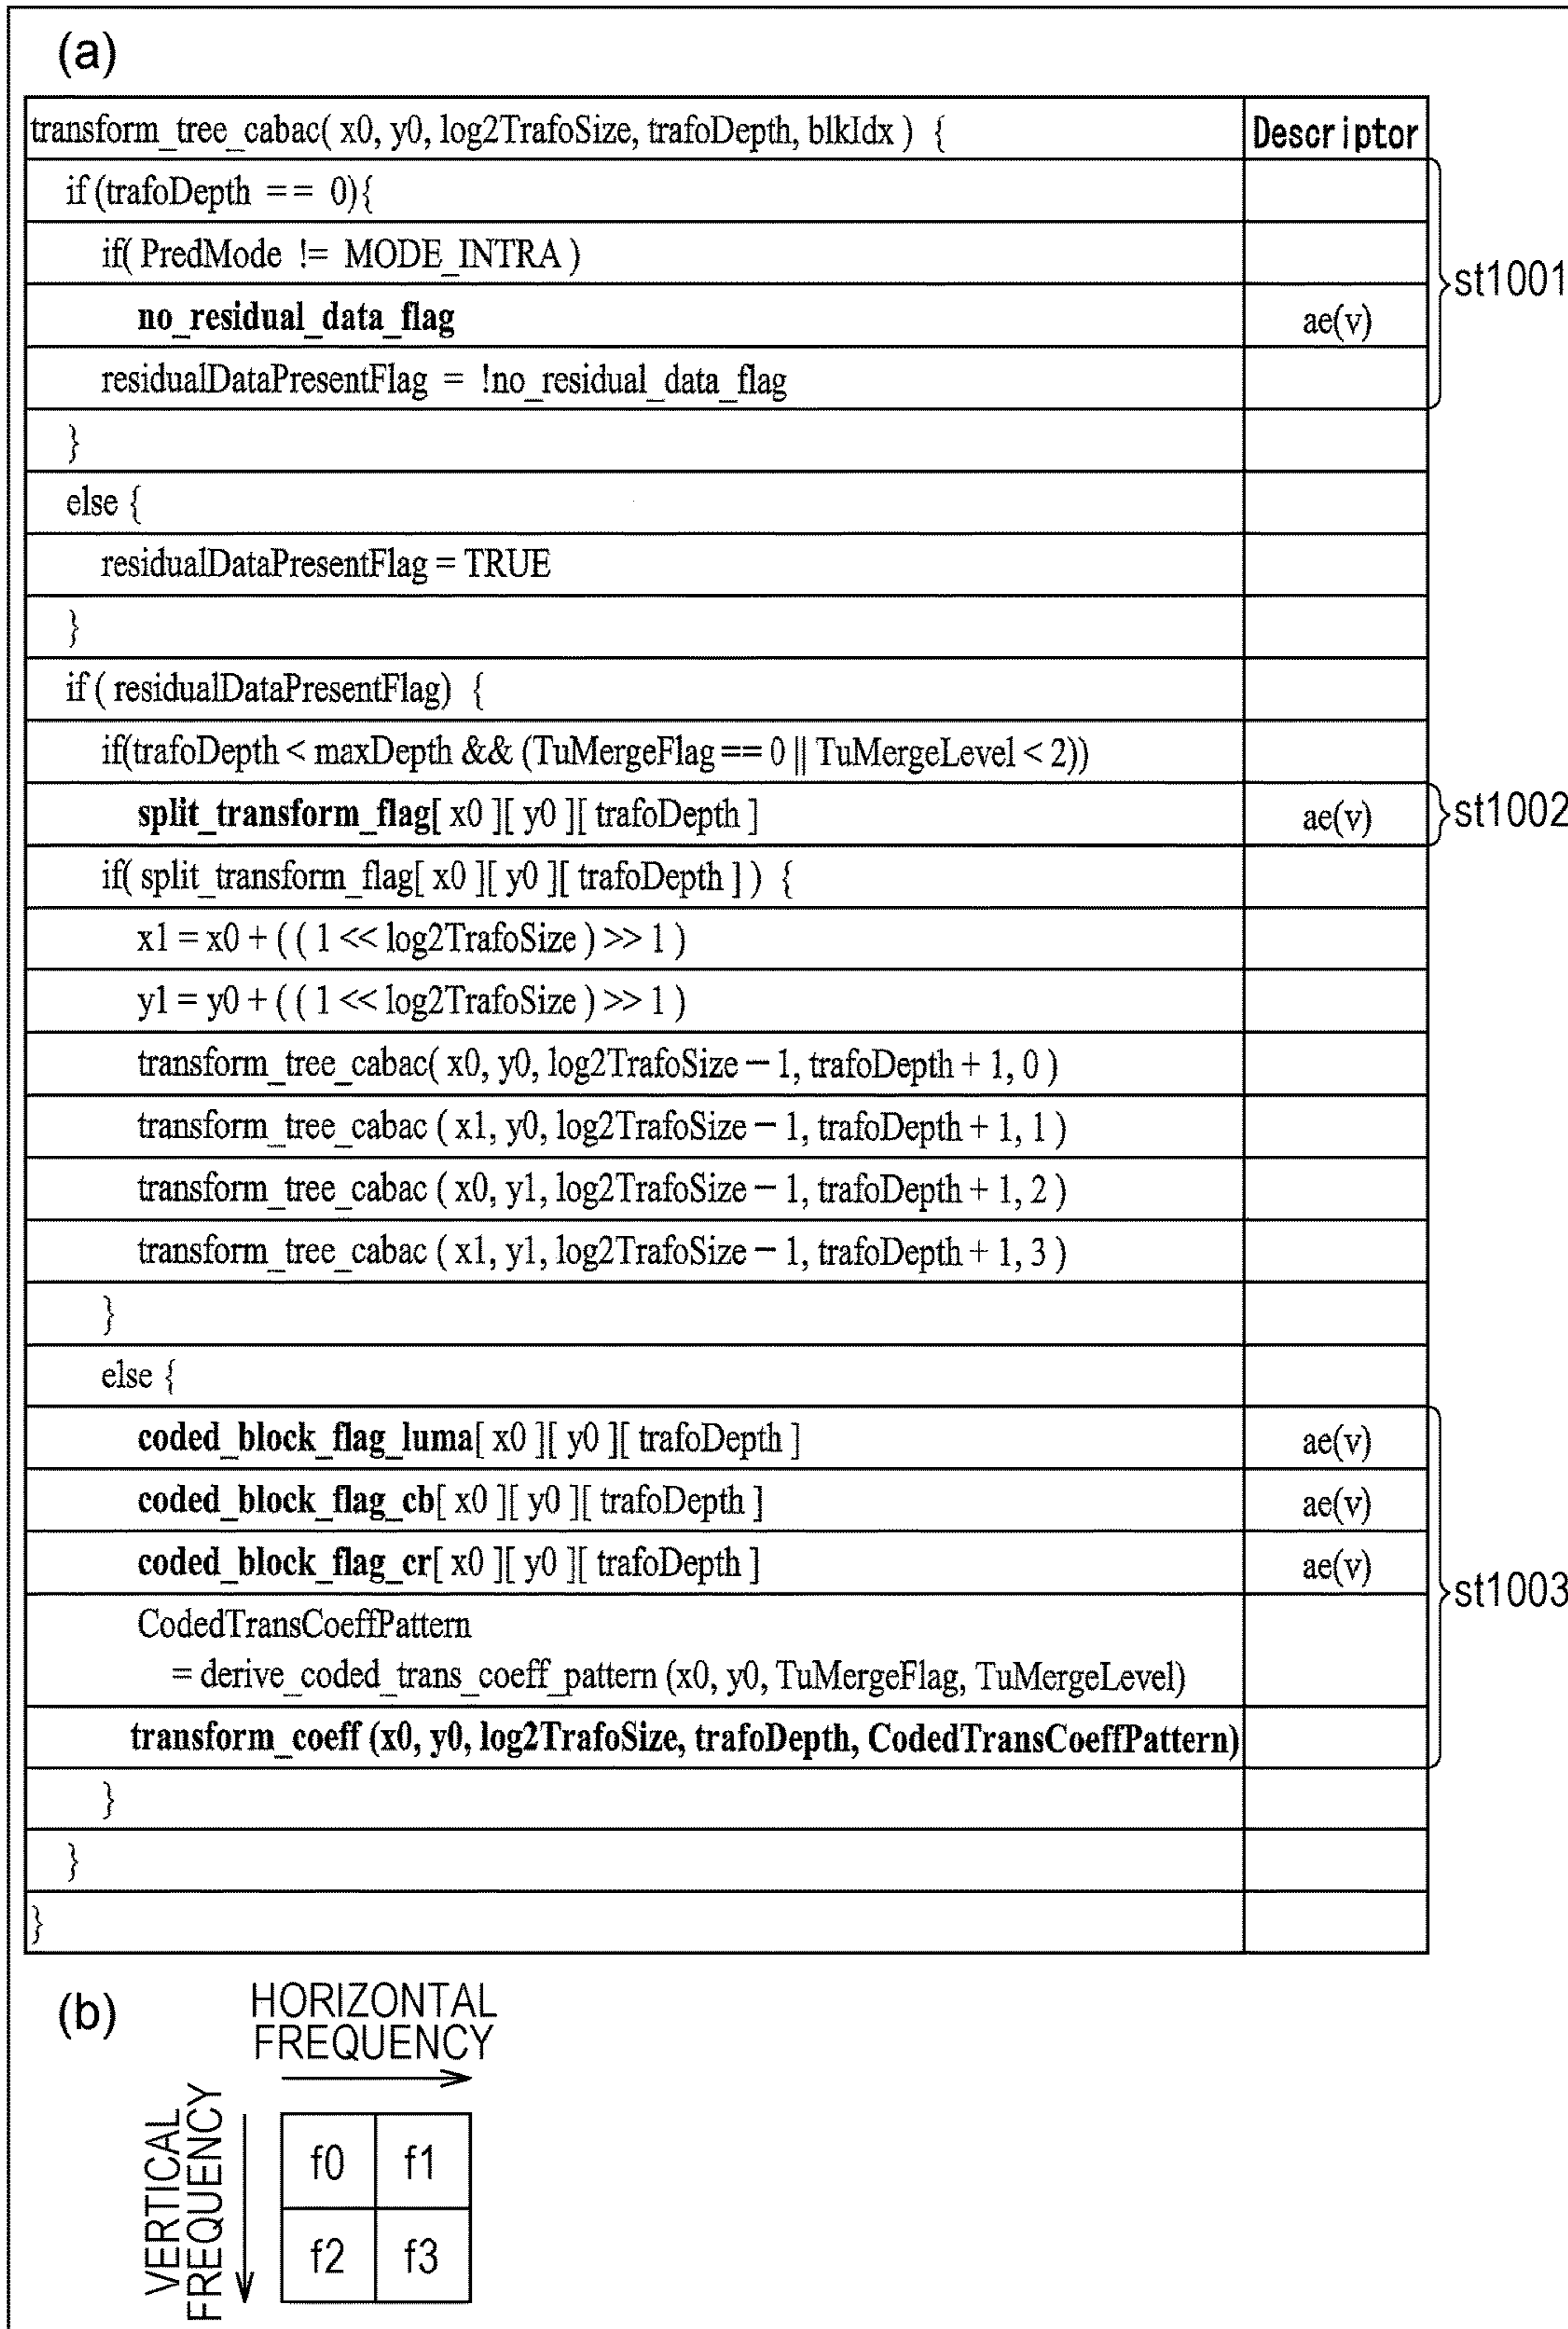 (a)
transform_tree_cabac( x0, y0, log2TrafoSize, trafoDepth, blkIdx ) { Descriptor
if (trafoDepth == 0){
if( PredMode != MODE_INTRA )
st1001
no_residual_data_flag ae(v)
residualDataPresentFlag = !no_residual_data_flag
}
else {
residualDataPresentFlag = TRUE
}
if ( residualDataPresentFlag) {
if(trafoDepth < maxDepth && (TuMergeFlag == 0 || TuMergeLevel < 2))
split_transform_flag[ x0 ][ y0 ][ trafoDepth ] ae(v) st1002
if( split_transform_flag[ x0 ][ y0 ][ trafoDepth ] ) {
x1 = x0 + ( ( 1 << log2TrafoSize ) >> 1 )
y1 = y0 + ( ( 1 << log2TrafoSize ) >> 1 )
transform_tree_cabac( x0, y0, log2TrafoSize − 1, trafoDepth + 1, 0 )
transform_tree_cabac ( x1, y0, log2TrafoSize − 1, trafoDepth + 1, 1 )
transform_tree_cabac ( x0, y1, log2TrafoSize − 1, trafoDepth + 1, 2 )
transform_tree_cabac ( x1, y1, log2TrafoSize − 1, trafoDepth + 1, 3 )
}
else {
coded_block_flag_luma[ x0 ][ y0 ][ trafoDepth ] ae(v)
coded_block_flag_cb[ x0 ][ y0 ][ trafoDepth ] ae(v)
coded_block_flag_cr[ x0 ][ y0 ][ trafoDepth ] ae(v)
st1003
CodedTransCoeffPattern
= derive_coded_trans_coeff_pattern (x0, y0, TuMergeFlag, TuMergeLevel)
transform_coeff (x0, y0, log2TrafoSize, trafoDepth, CodedTransCoeffPattern)
}
}
}
(b)
HORIZONTAL
FREQUENCY
VERTICAL
FREQUENCY
f0 f1
f2 f3